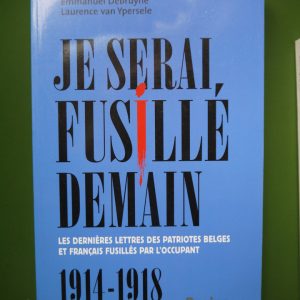 Emmanuel Debruyne
Laurence van Ypersele
JE SERAI
FUSILLÉ
DEMAIN
LES DERNIÈRES LETTRES DES PATRIOTES BELGES
ET FRANÇAIS FUSILLÉS PAR L'OCCUPANT
1914-1918